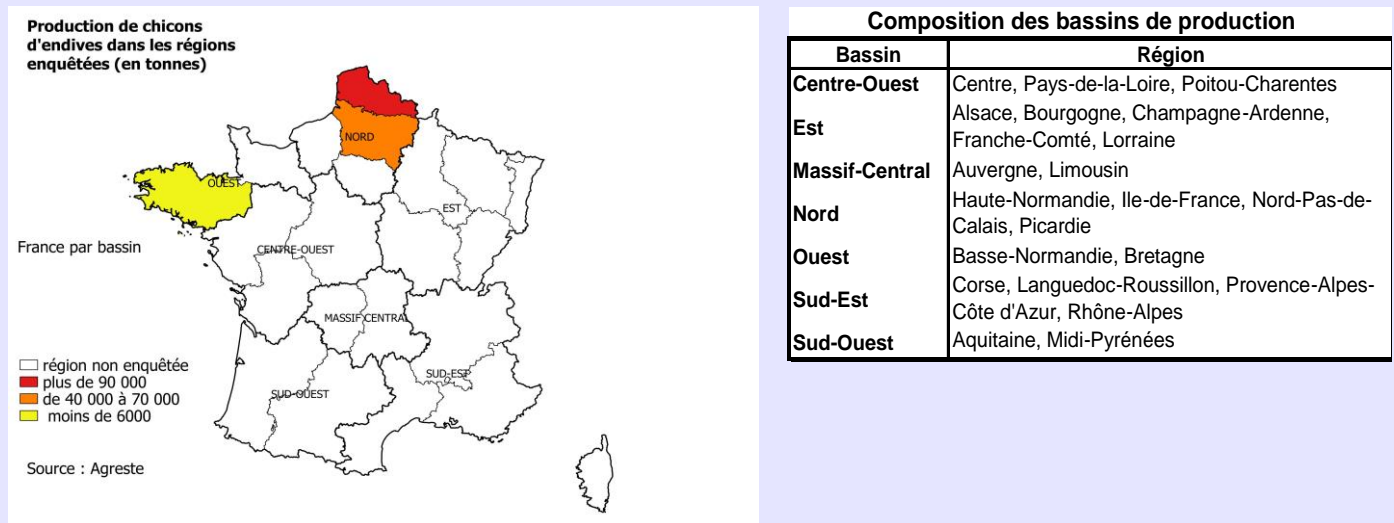 Production de chicons
d'endives dans les régions
enquêtées (en tonnes)
NORD
OUEST
EST
France par bassin
CENTRE-OUEST
MASSIF CENTRAL
région non enquêtée
plus de 90 000
de 40 000 à 70 000
moins de 6000
SUD-EST
SUD-OUEST
Source : Agreste
Composition des bassins de production
Bassin Région
Centre-Ouest Centre, Pays-de-la-Loire, Poitou-Charentes
Est Alsace, Bourgogne, Champagne-Ardenne,
Franche-Comté, Lorraine
Massif-Central Auvergne, Limousin
Nord Haute-Normandie, Ile-de-France, Nord-Pas-de-
Calais, Picardie
Ouest Basse-Normandie, Bretagne
Sud-Est Corse, Languedoc-Roussillon, Provence-Alpes-
Côte d'Azur, Rhône-Alpes
Sud-Ouest Aquitaine, Midi-Pyrénées